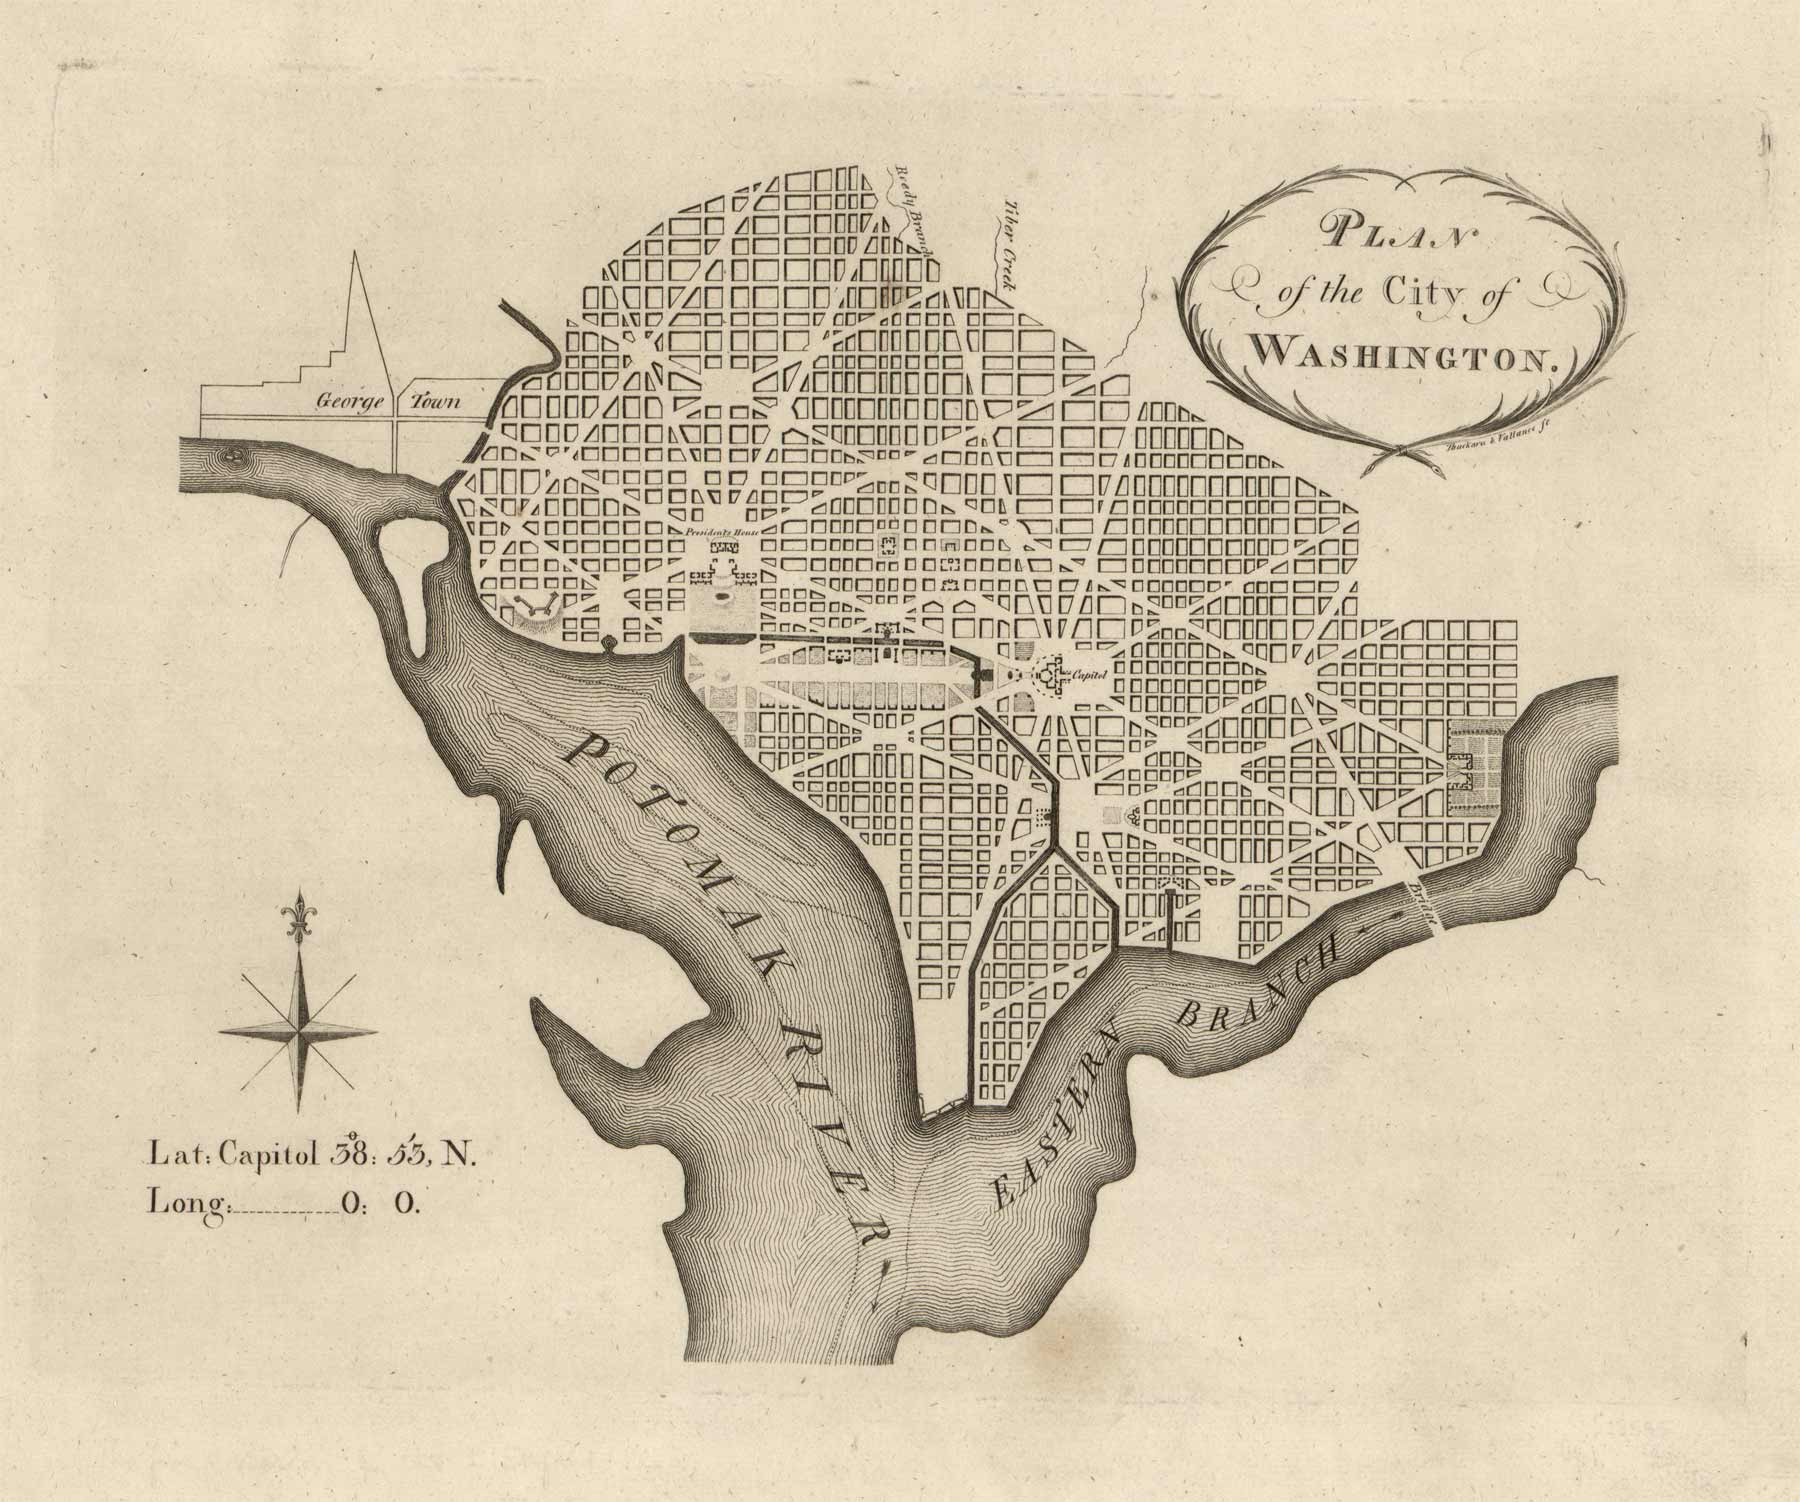 PLAN
of the City of
WASHINGTON.
Thackara & Vallance sc
Reedy Branch
Tiber Creek
George Town
Presidents House
Capitol
POTOMAK RIVER
EASTERN BRANCH
Bridge
Lat: Capitol 38°: 53', N.
Long: 0: 0.